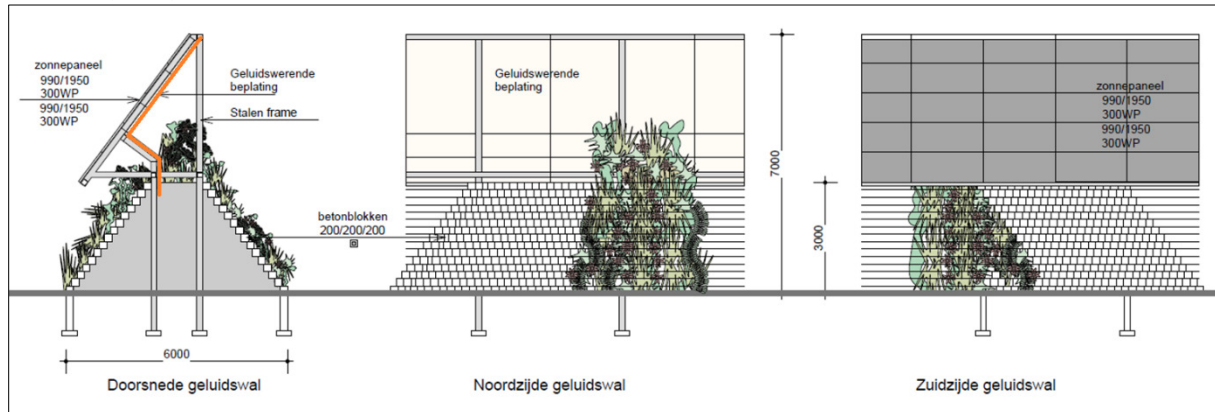 zonnepaneel
990/1950
300WP
990/1950
300WP
Geluidswerende
beplating
Stalen frame
6000
Doorsnede geluidswal
Geluidswerende
beplating
betonblokken
200/200/200
7000
Noordzijde geluidswal
zonnepaneel
990/1950
300WP
990/1950
300WP
3000
Zuidzijde geluidswal